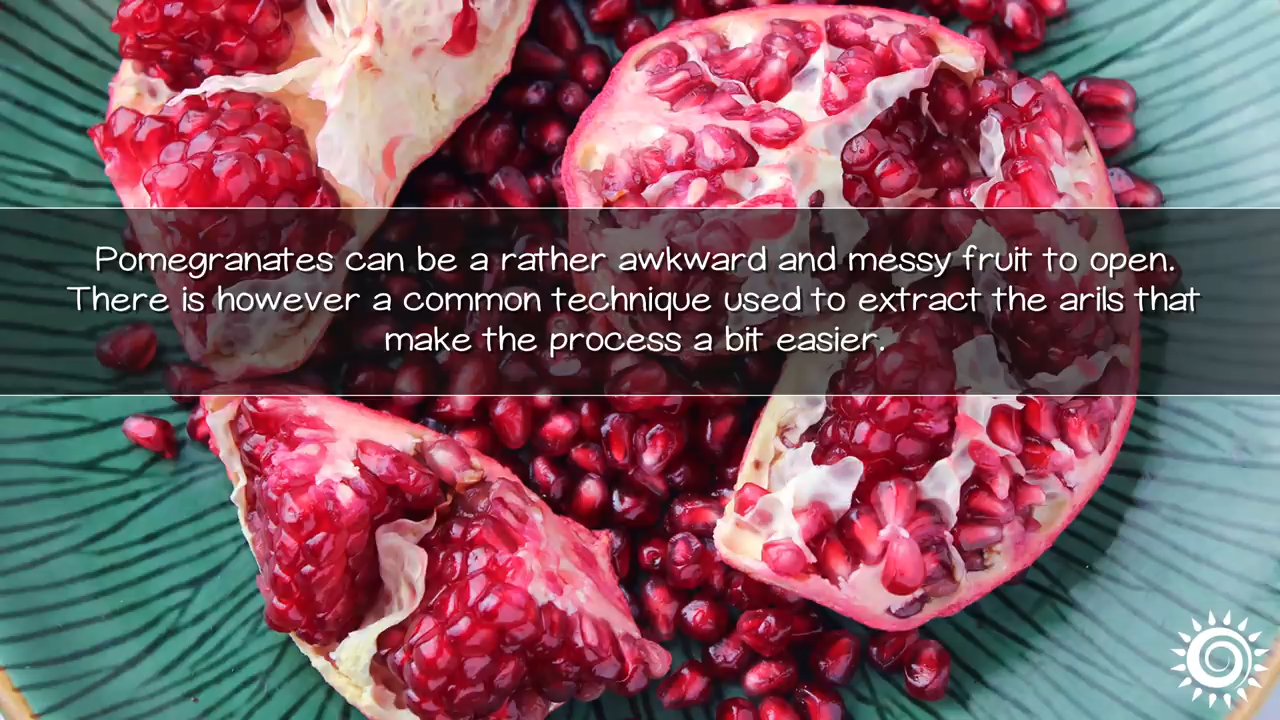 Pomegranates can be a rather awkward and messy fruit to open.
There is however a common technique used to extract the arils that
make the process a bit easier.